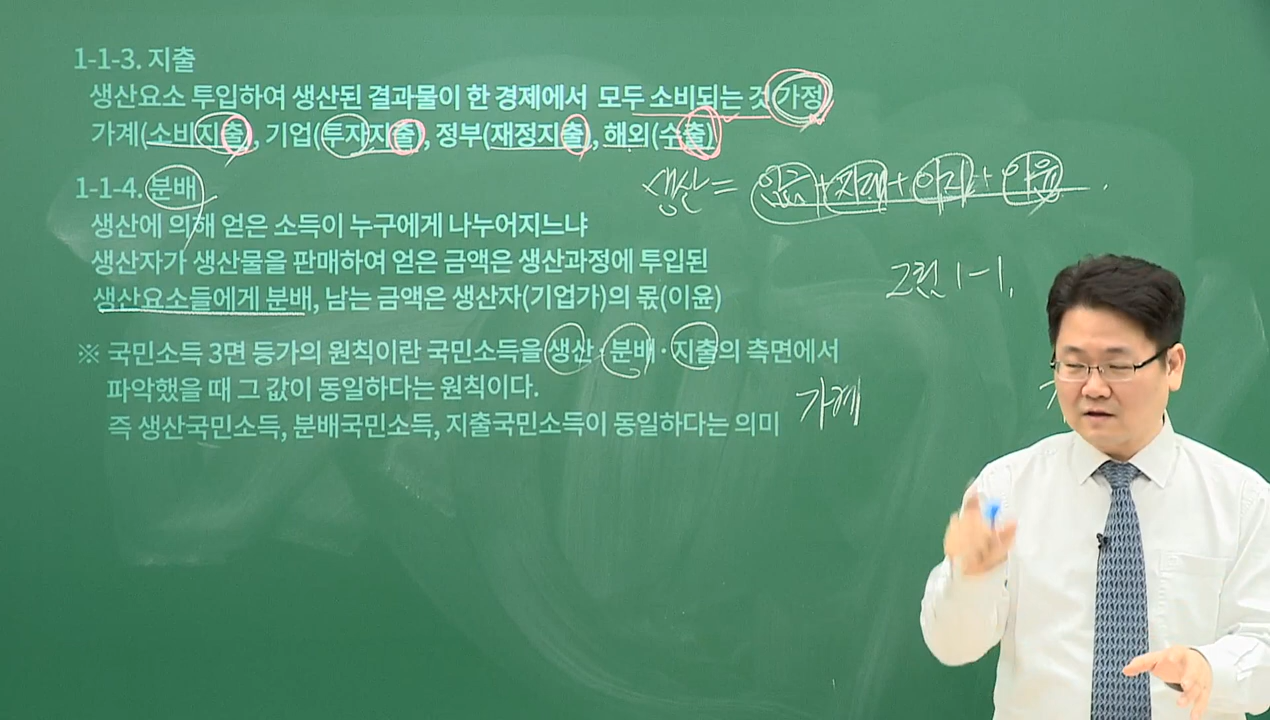 1-1-3. 지출
생산요소 투입하여 생산된 결과물이 한 경제에서 모두 소비되는 것 가정
가계(소비지출), 기업(투자지출), 정부(재정지출), 해외(수출)
생산 = 임금 + 지대 + 이자 + 이윤
1-1-4. 분배
생산에 의해 얻은 소득이 누구에게 나누어지느냐
생산자가 생산물을 판매하여 얻은 금액은 생산과정에 투입된
그림 1-1.
생산요소들에게 분배, 남는 금액은 생산자(기업가)의 몫(이윤)
※ 국민소득 3면 등가의 원칙이란 국민소득을 생산 · 분배 · 지출의 측면에서
파악했을 때 그 값이 동일하다는 원칙이다.
가계
즉 생산국민소득, 분배국민소득, 지출국민소득이 동일하다는 의미